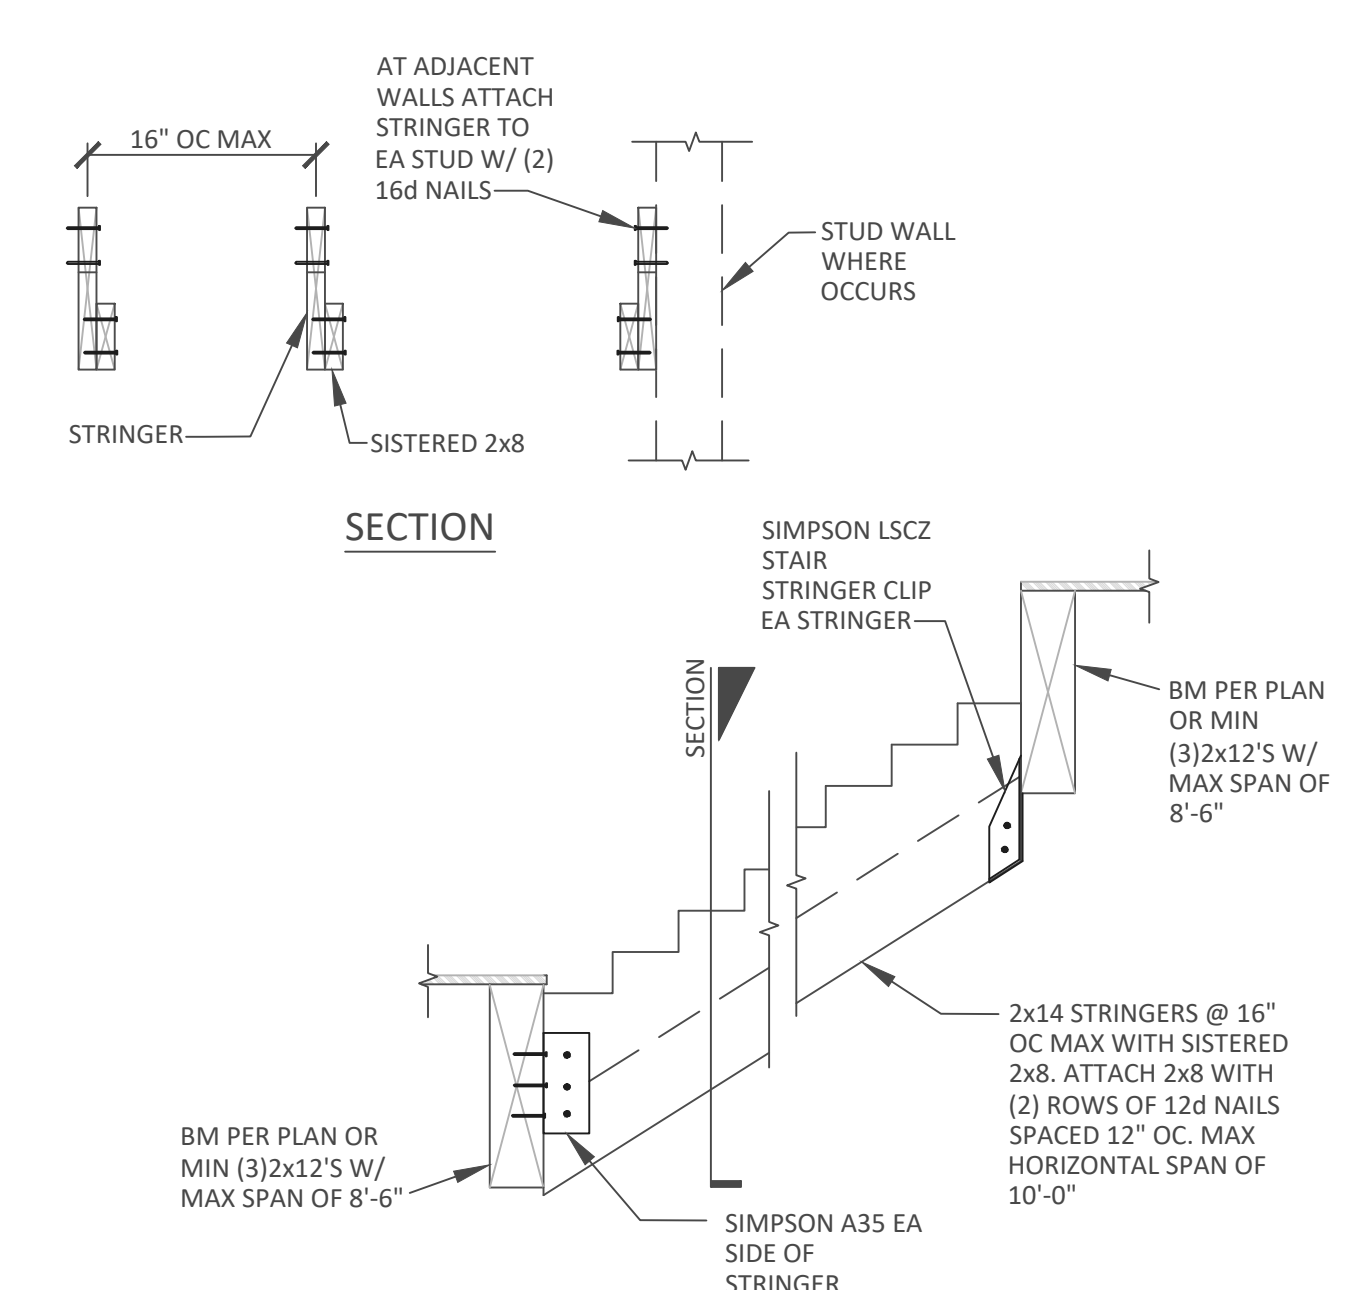 AT ADJACENT
WALLS ATTACH
STRINGER TO
EA STUD W/ (2)
16d NAILS
16" OC MAX
STUD WALL
WHERE
OCCURS
STRINGER
SISTERED 2x8
SECTION
SIMPSON LSCZ
STAIR
STRINGER CLIP
EA STRINGER
SECTION
BM PER PLAN
OR MIN
(3)2x12'S W/
MAX SPAN OF
8'-6"
2x14 STRINGERS @ 16"
OC MAX WITH SISTERED
2x8. ATTACH 2x8 WITH
(2) ROWS OF 12d NAILS
SPACED 12" OC. MAX
HORIZONTAL SPAN OF
10'-0"
BM PER PLAN OR
MIN (3)2x12'S W/
MAX SPAN OF 8'-6"
SIMPSON A35 EA
SIDE OF
STRINGER